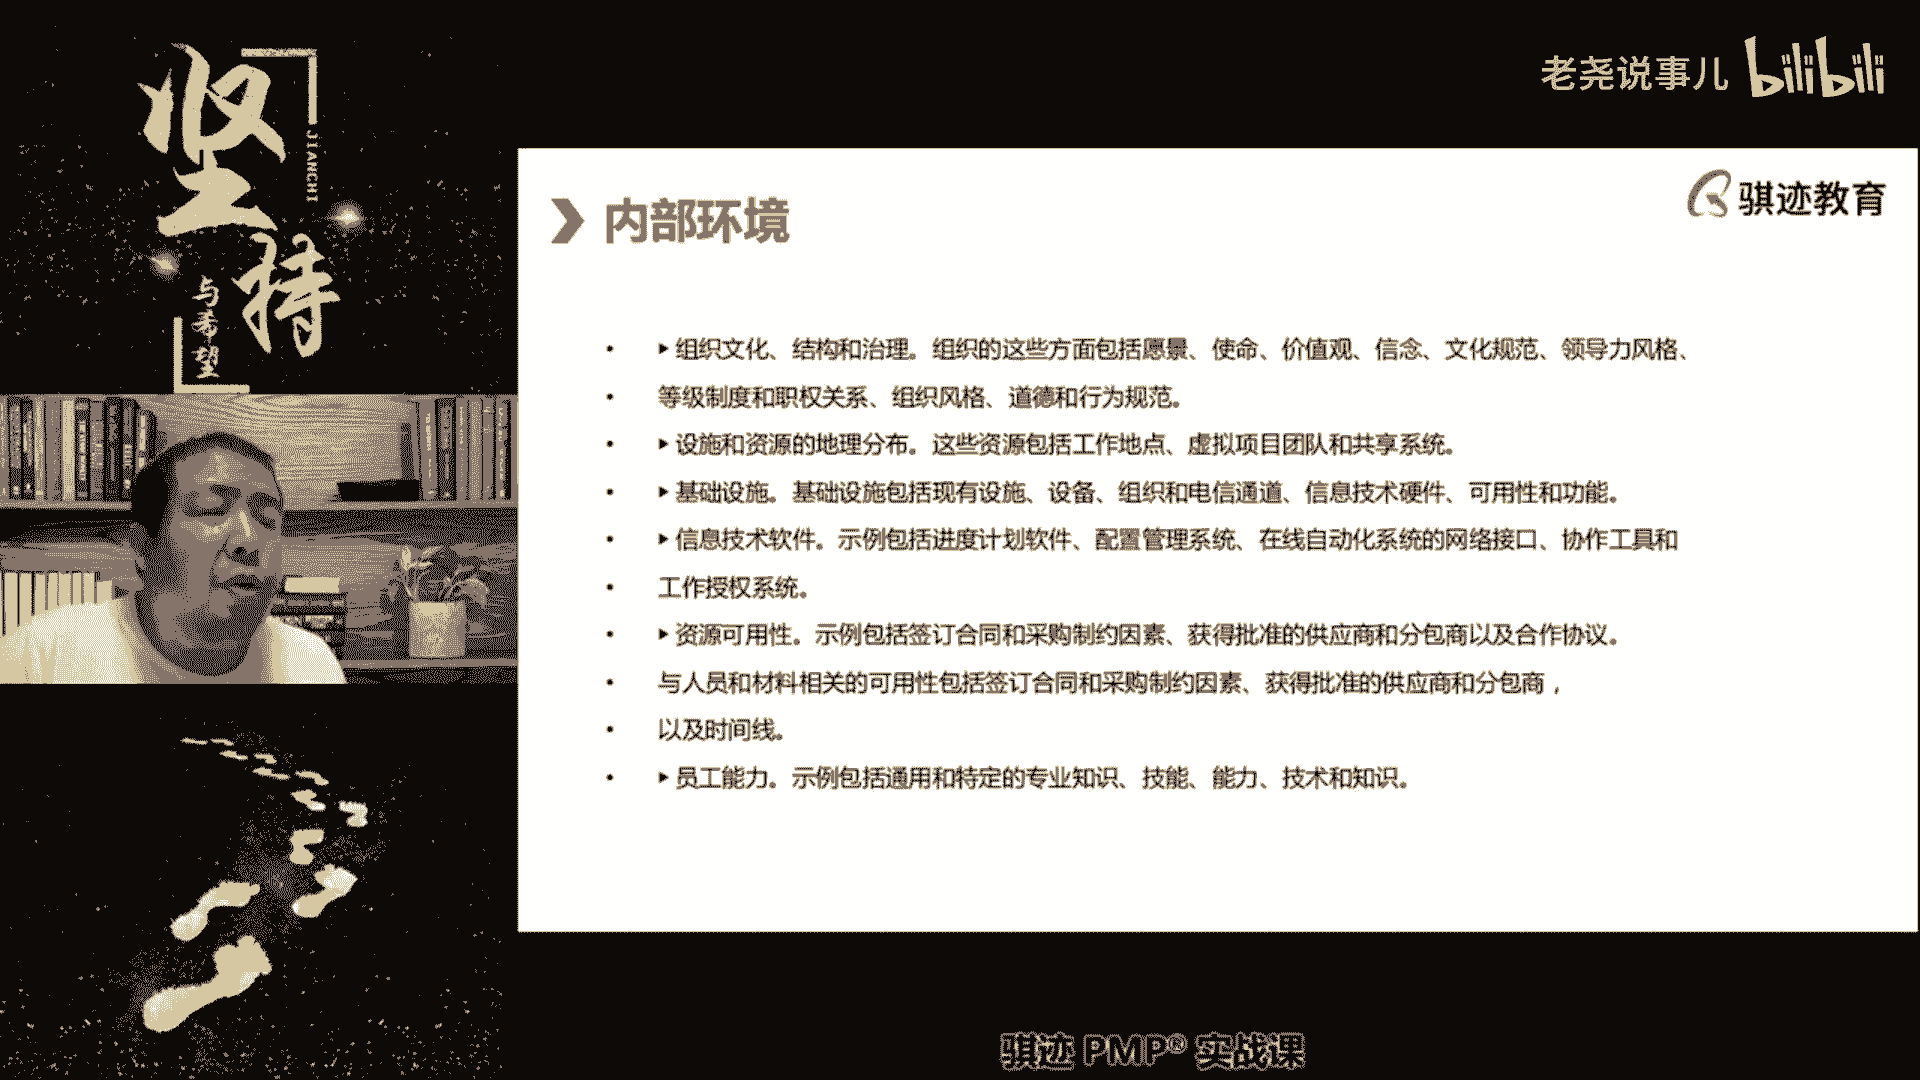 坚持
JIANCHI
与希望
老尧说事儿 bilibili
骐迹教育
内部环境
• ▸组织文化、结构和治理。组织的这些方面包括愿景、使命、价值观、信念、文化规范、领导力风格、
• 等级制度和职权关系、组织风格、道德和行为规范。
• ▸设施和资源的地理分布。这些资源包括工作地点、虚拟项目团队和共享系统。
• ▸基础设施。基础设施包括现有设施、设备、组织和电信通道、信息技术硬件、可用性和功能。
• ▸信息技术软件。示例包括进度计划软件、配置管理系统、在线自动化系统的网络接口、协作工具和
• 工作授权系统。
• ▸资源可用性。示例包括签订合同和采购制约因素、获得批准的供应商和分包商以及合作协议。
• 与人员和材料相关的可用性包括签订合同和采购制约因素、获得批准的供应商和分包商，
• 以及时间线。
• ▸员工能力。示例包括通用和特定的专业知识、技能、能力、技术和知识。
骐迹 PMP® 实战课